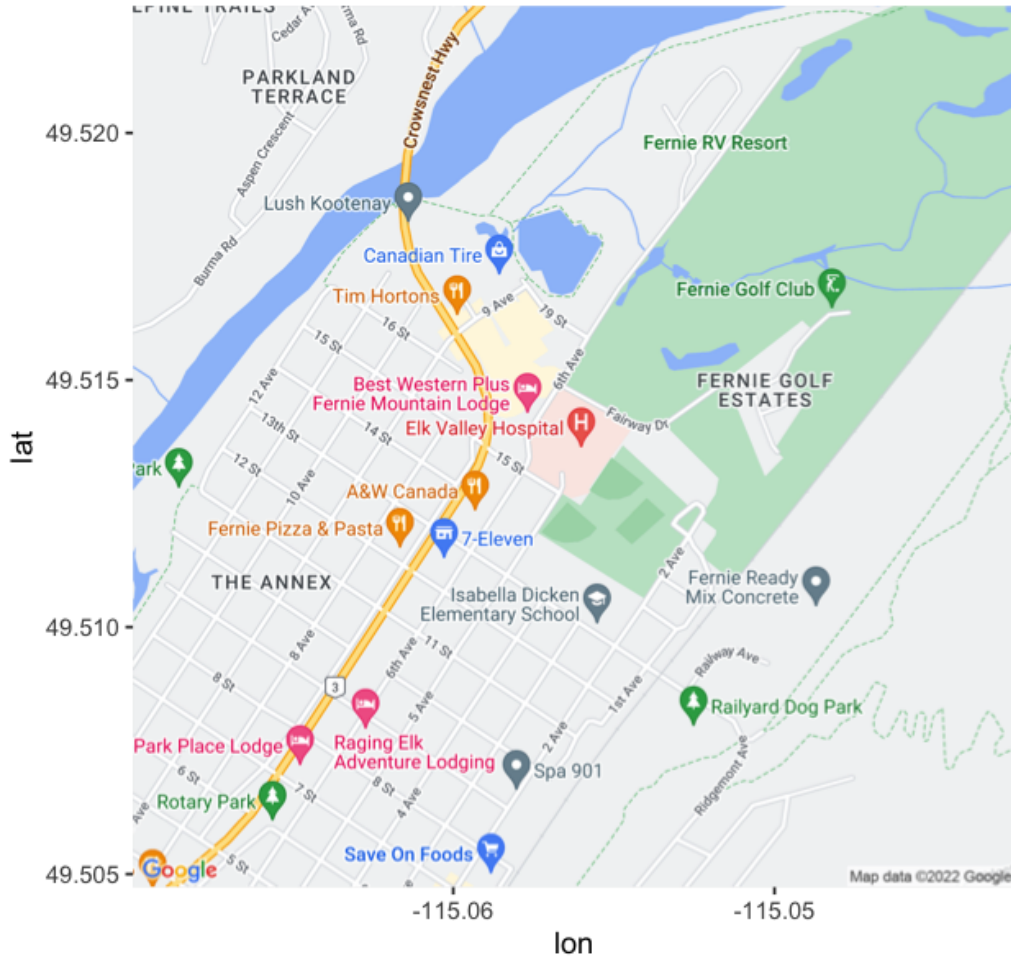 LPINE TRAILS
Cedar A
Burma Rd
PARKLAND
TERRACE
Crowsnest Hwy
49.520
Fernie RV Resort
Aspen Crescent
Lush Kootenay
Burma Rd
Canadian Tire
Fernie Golf Club
Tim Hortons
9 Ave
19 St
16 St
15 St
6th Ave
49.515
12 Ave
Best Western Plus
Fernie Mountain Lodge
FERNIE GOLF
ESTATES
Fairway Dr
13th St
14 St
Elk Valley Hospital
lat
12 St
15 St
ark
10 Ave
A&W Canada
Fernie Pizza & Pasta
7-Eleven
2 Ave
THE ANNEX
Isabella Dicken
Elementary School
Fernie Ready
Mix Concrete
49.510
8 Ave
11 St
6th Ave
Railway Ave
8 St
3
5 Ave
1st Ave
Railyard Dog Park
2 Ave
Park Place Lodge
Raging Elk
Adventure Lodging
Spa 901
6 St
7 St
8 St
4 Ave
Ridgemont Ave
Rotary Park
Ave
Save On Foods
5 St
49.505
Google
Map data ©2022 Google
-115.06
-115.05
lon